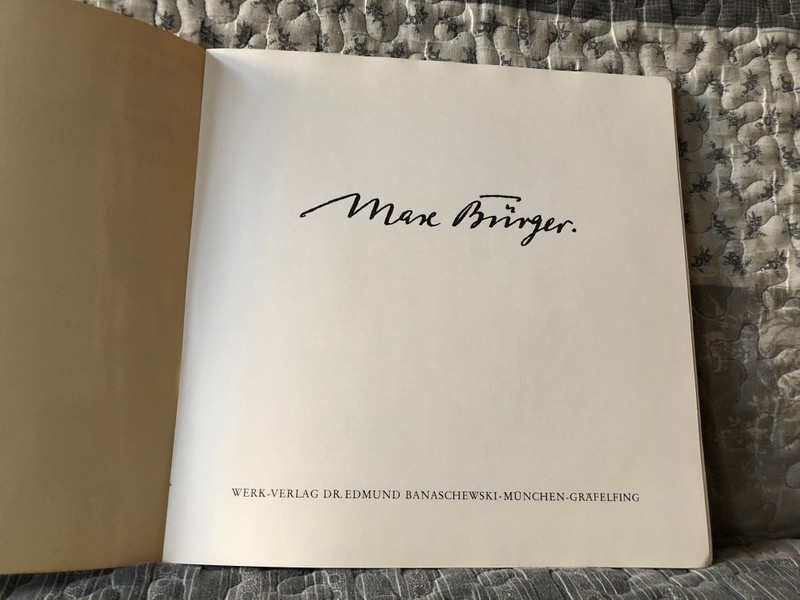 Max Bürger.
WERK-VERLAG DR. EDMUND BANASCHEWSKI · MÜNCHEN-GRÄFELFING